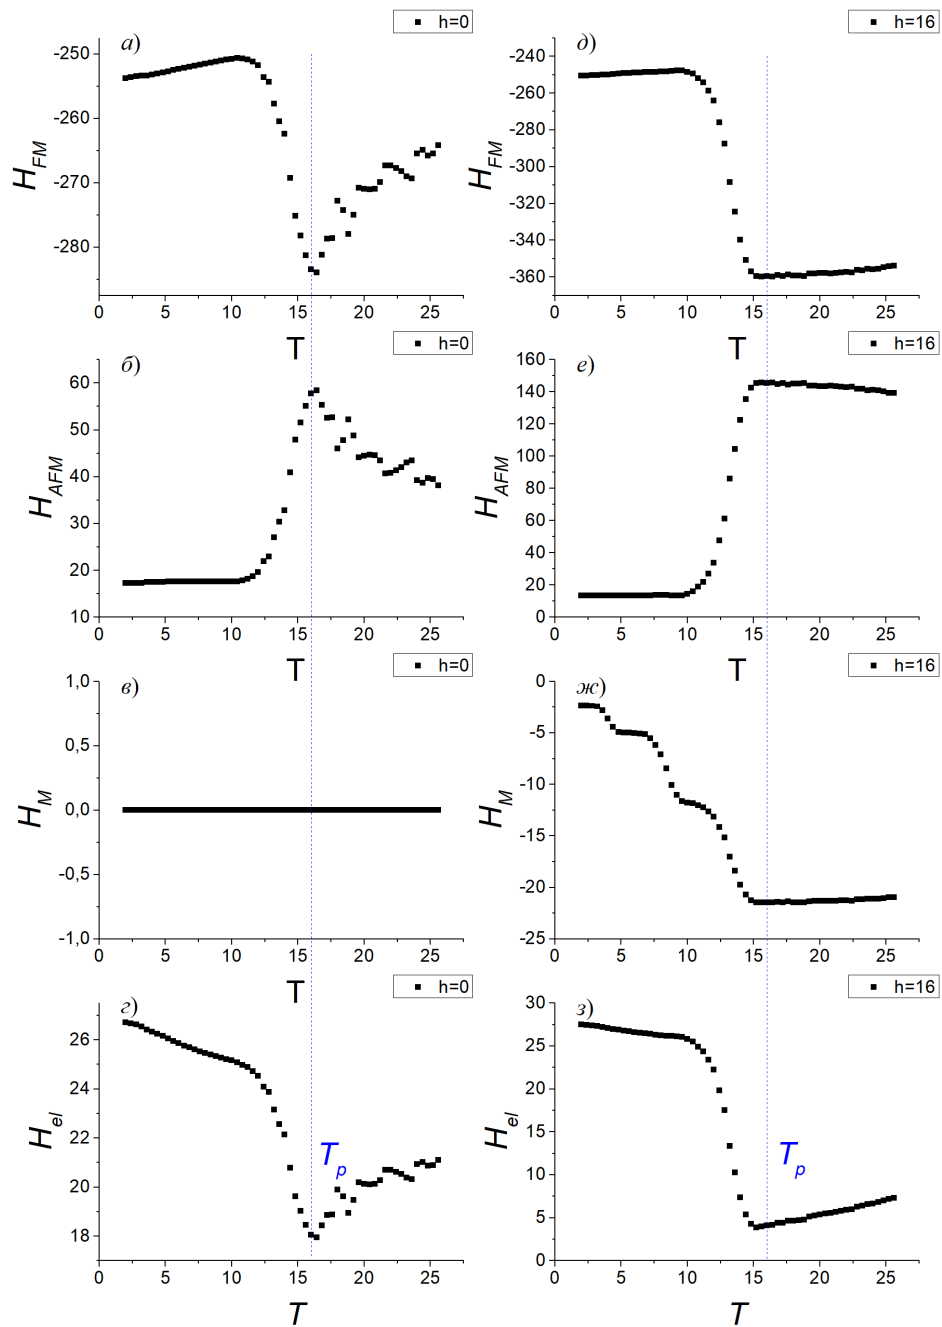 h=0
а)
-250
-260
-270
-280
H_FM
0 5 10 15 20 25
T
h=16
д)
-240
-260
-280
-300
-320
-340
-360
H_FM
0 5 10 15 20 25
T
h=0
б)
60
50
40
30
20
10
H_AFM
0 5 10 15 20 25
T
h=16
е)
160
140
120
100
80
60
40
20
0
H_AFM
0 5 10 15 20 25
T
h=0
в)
1,0
0,5
0,0
-0,5
-1,0
H_M
0 5 10 15 20 25
T
h=16
ж)
0
-5
-10
-15
-20
-25
H_M
0 5 10 15 20 25
h=0
г)
26
24
22
20
18
H_el
T_p
0 5 10 15 20 25
T
h=16
з)
30
25
20
15
10
5
0
H_el
T_p
0 5 10 15 20 25
T